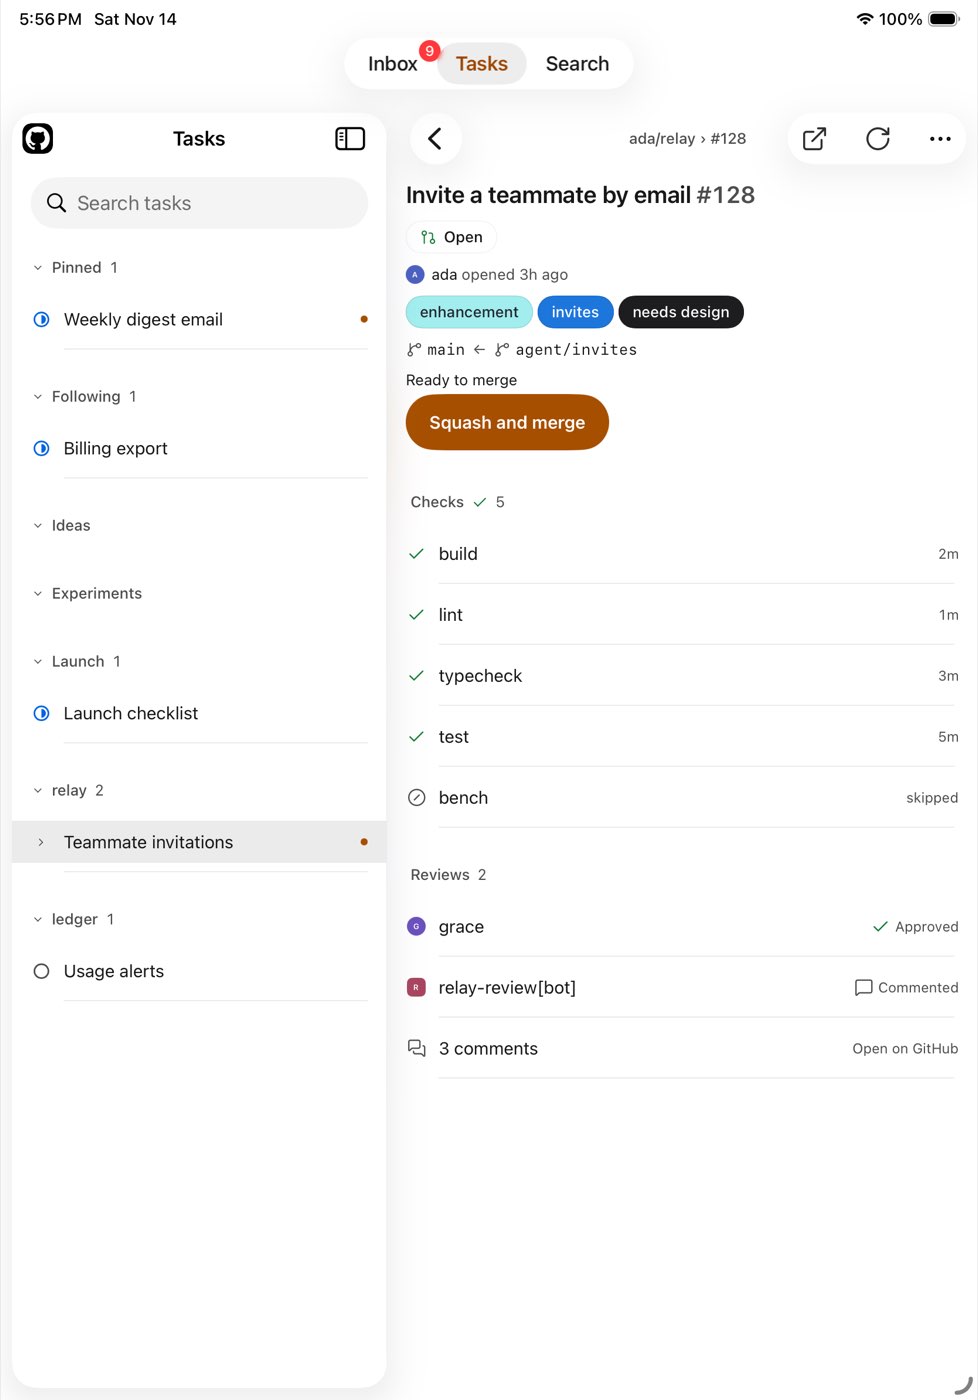 5:56 PM Sat Nov 14
100%
Inbox 9 Tasks Search
Tasks
Search tasks
Pinned 1
Weekly digest email
Following 1
Billing export
Ideas
Experiments
Launch 1
Launch checklist
relay 2
Teammate invitations
ledger 1
Usage alerts
ada/relay › #128
Invite a teammate by email #128
Open
A ada opened 3h ago
enhancement invites needs design
main ← agent/invites
Ready to merge
Squash and merge
Checks 5
build 2m
lint 1m
typecheck 3m
test 5m
bench skipped
Reviews 2
G grace Approved
R relay-review[bot] Commented
3 comments Open on GitHub